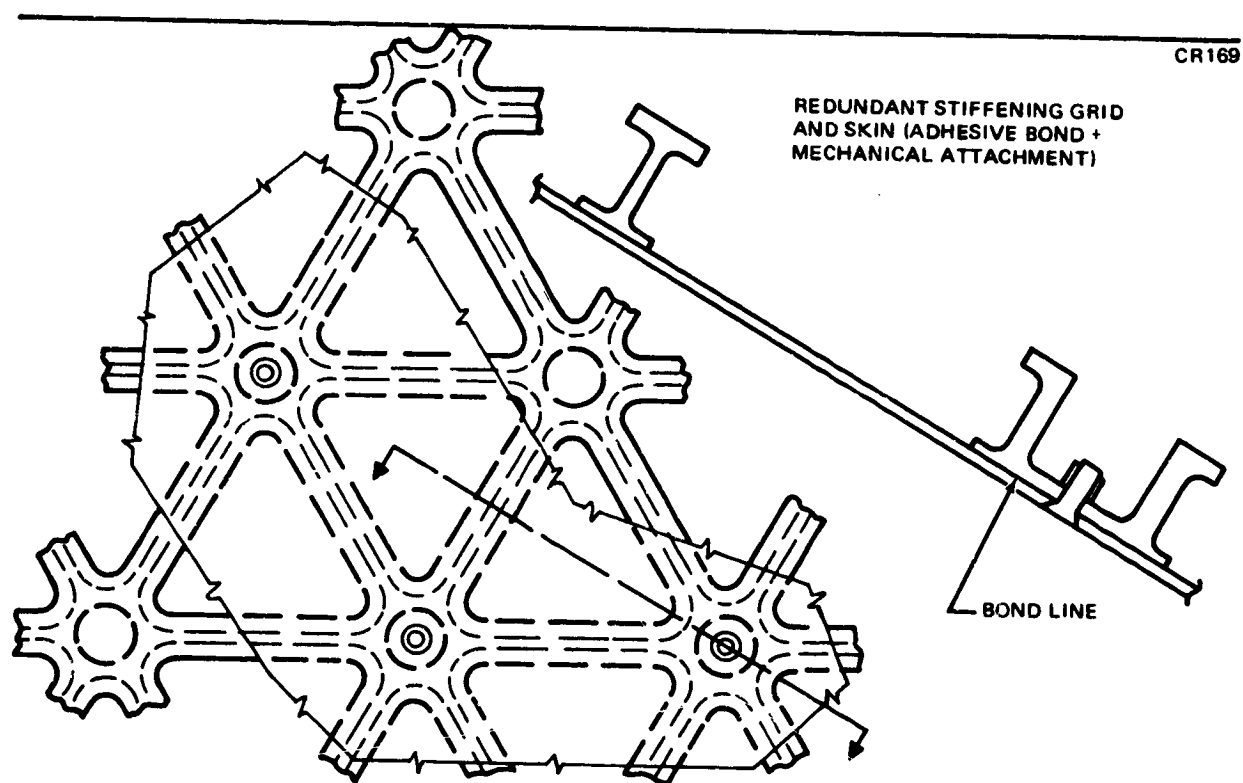 CR169
REDUNDANT STIFFENING GRID
AND SKIN (ADHESIVE BOND +
MECHANICAL ATTACHMENT)
BOND LINE